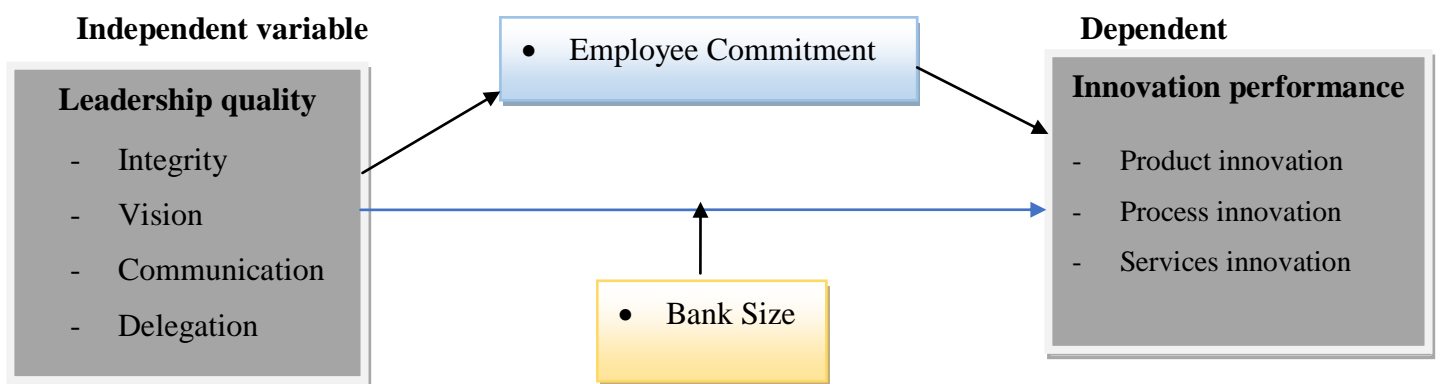 Independent variable
Leadership quality
- Integrity
- Vision
- Communication
- Delegation
• Employee Commitment
• Bank Size
Dependent
Innovation performance
- Product innovation
- Process innovation
- Services innovation